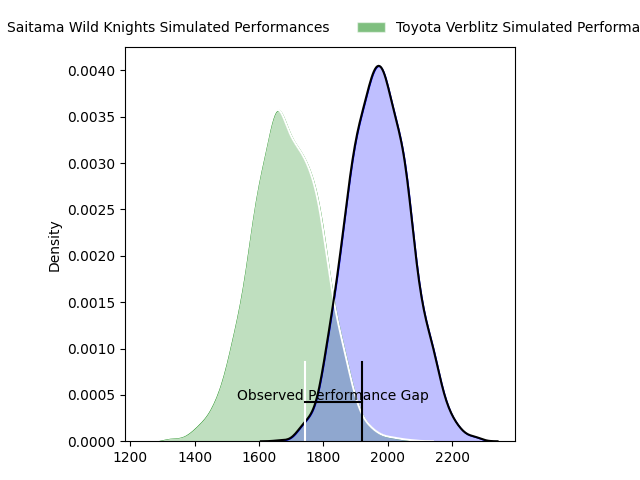 Saitama Wild Knights Simulated Performances Toyota Verblitz Simulated Performa
0.0040
0.0035
0.0030
0.0025
0.0020
0.0015
0.0010
0.0005
0.0000
Density
Observed Performance Gap
1200 1400 1600 1800 2000 2200